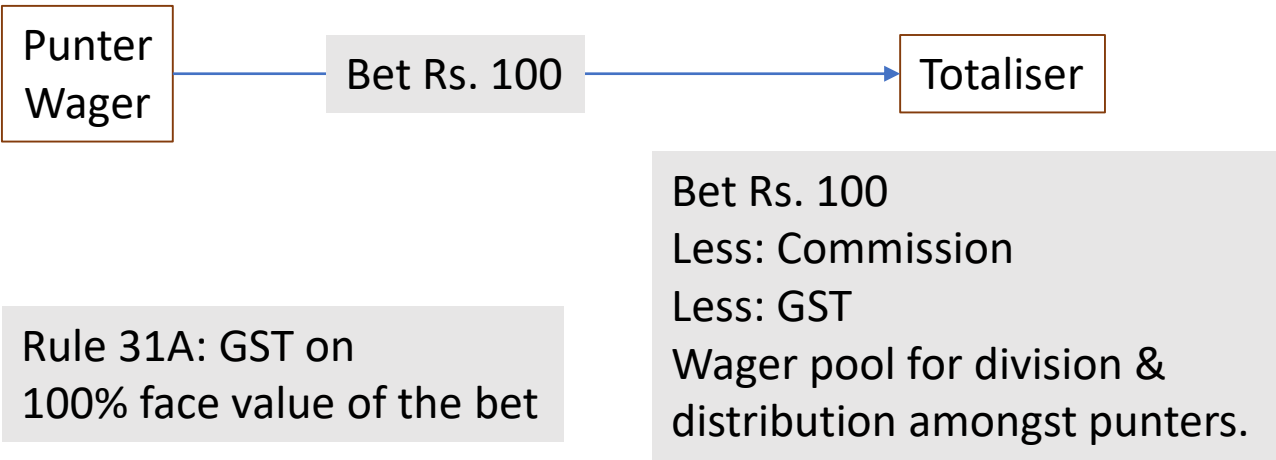 Punter
Wager
Bet Rs. 100
Totaliser
Bet Rs. 100
Less: Commission
Less: GST
Wager pool for division &
distribution amongst punters.
Rule 31A: GST on
100% face value of the bet